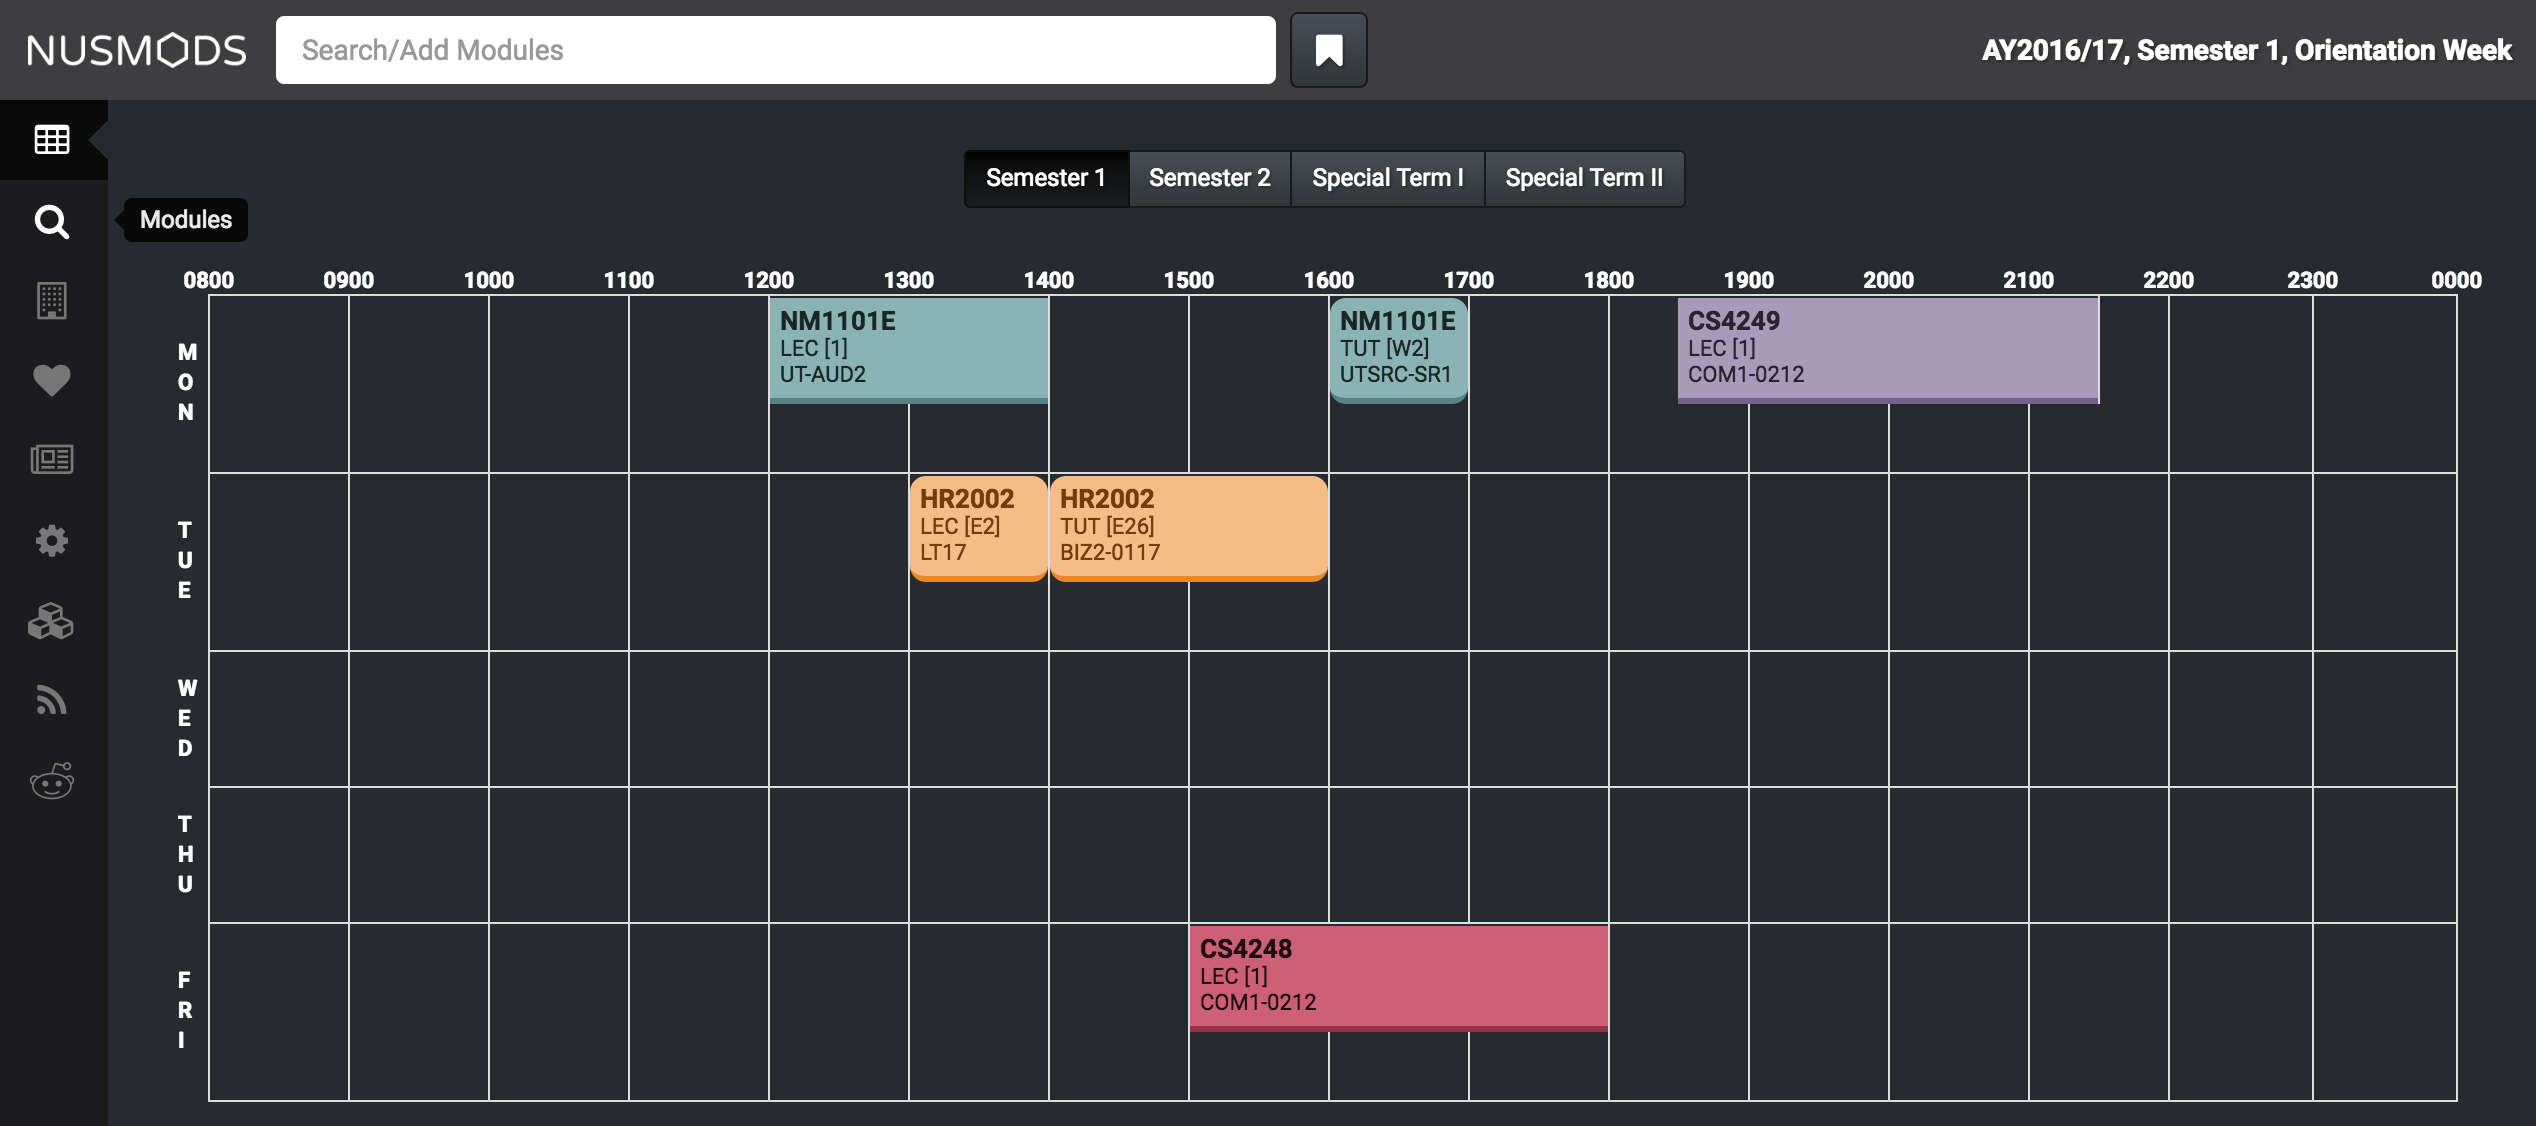 NUSMODS
Search/Add Modules
AY2016/17, Semester 1, Orientation Week
Semester 1
Semester 2
Special Term I
Special Term II
Modules
0800
0900
1000
1100
1200
1300
1400
1500
1600
1700
1800
1900
2000
2100
2200
2300
0000
MON
NM1101E
LEC [1]
UT-AUD2
NM1101E
TUT [W2]
UTSRC-SR1
CS4249
LEC [1]
COM1-0212
TUE
HR2002
LEC [E2]
LT17
HR2002
TUT [E26]
BIZ2-0117
WED
THU
FRI
CS4248
LEC [1]
COM1-0212